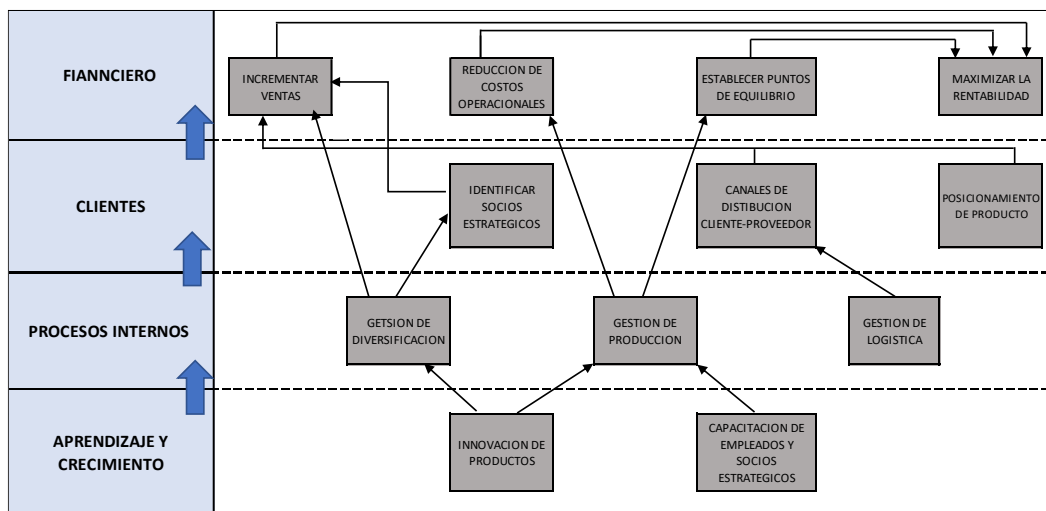 FIANNCIERO
INCREMENTAR
VENTAS
REDUCCION DE
COSTOS
OPERACIONALES
ESTABLECER PUNTOS
DE EQUILIBRIO
MAXIMIZAR LA
RENTABILIDAD
CLIENTES
IDENTIFICAR
SOCIOS
ESTRATEGICOS
CANALES DE
DISTIBUCION
CLIENTE-PROVEEDOR
POSICIONAMIENTO
DE PRODUCTO
PROCESOS INTERNOS
GETSION DE
DIVERSIFICACION
GESTION DE
PRODUCCION
GESTION DE
LOGISTICA
APRENDIZAJE Y
CRECIMIENTO
INNOVACION DE
PRODUCTOS
CAPACITACION DE
EMPLEADOS Y
SOCIOS
ESTRATEGICOS